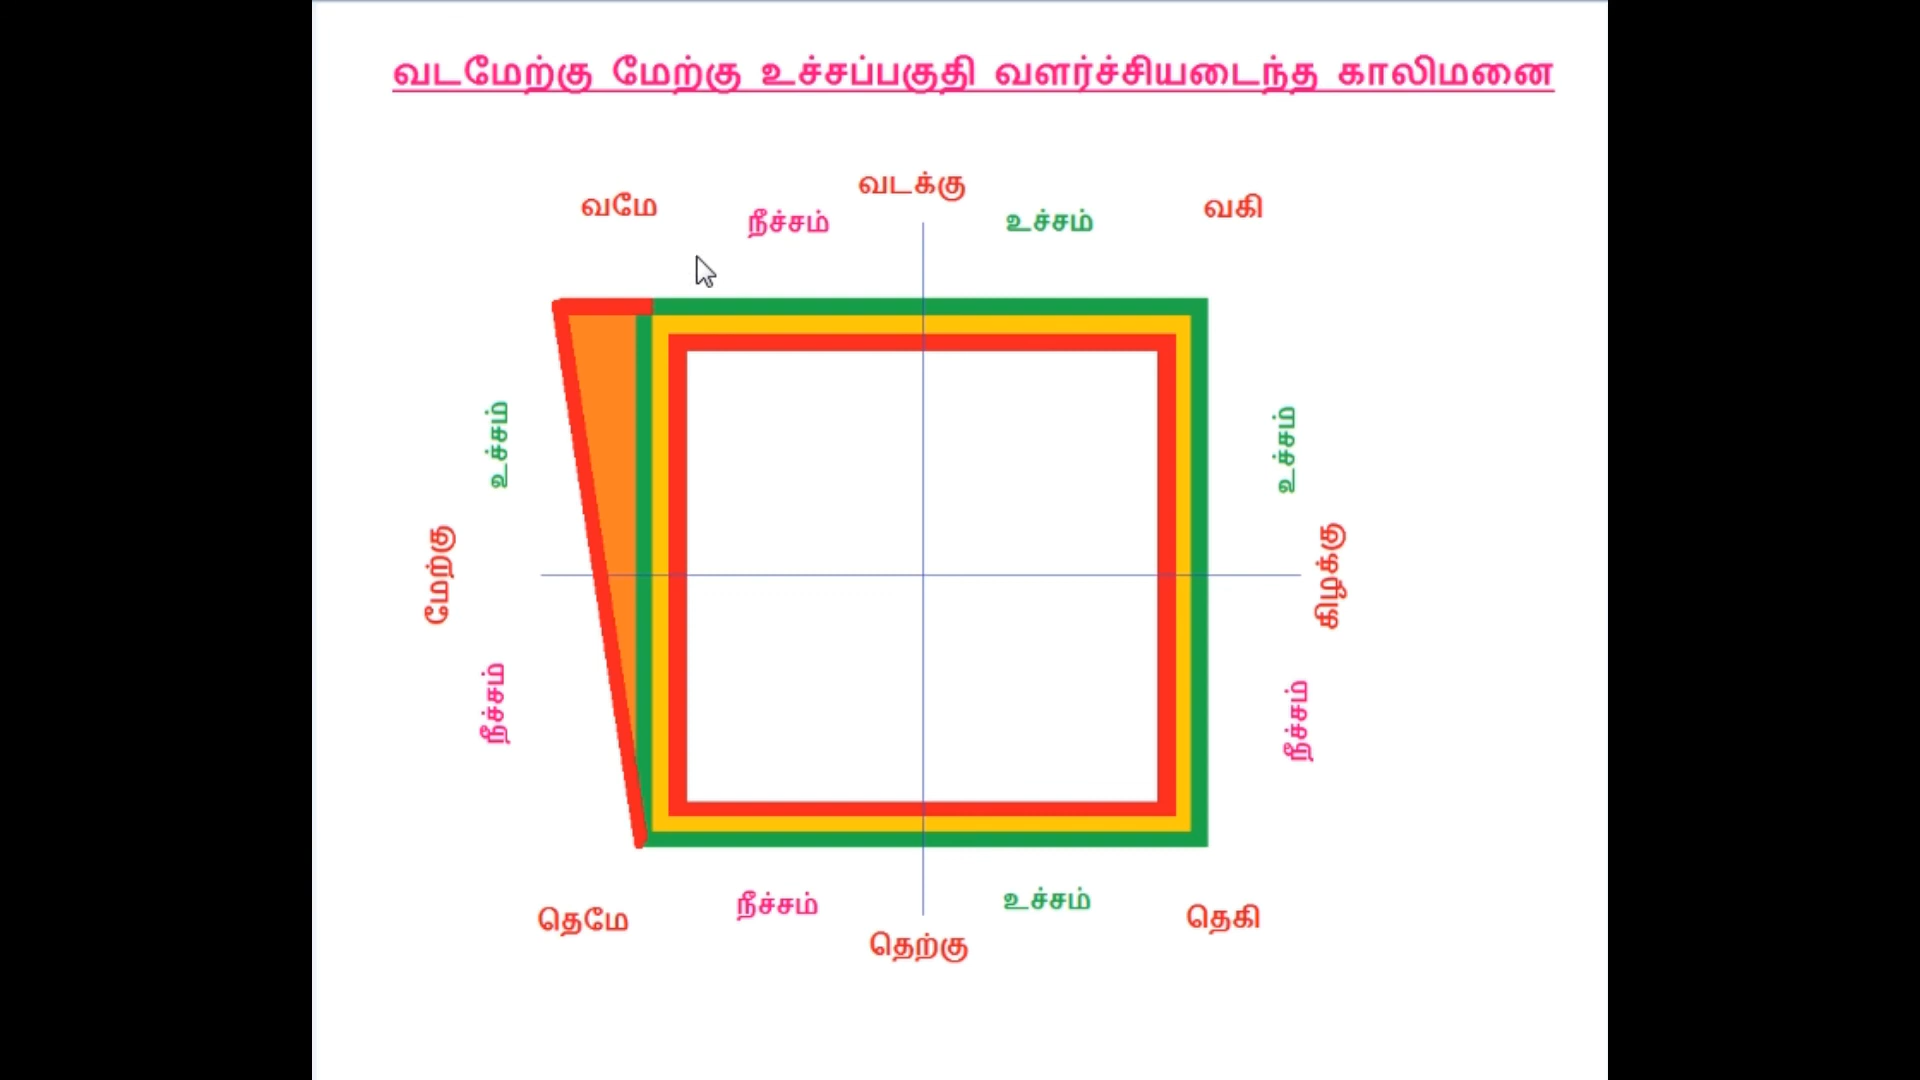 வடமேற்கு மேற்கு உச்சப்பகுதி வளர்ச்சியடைந்த காலிமனை
வடக்கு
வமே
நீச்சம்
உச்சம்
வகி
உச்சம்
உச்சம்
மேற்கு
கிழக்கு
நீச்சம்
நீச்சம்
தெமே
நீச்சம்
உச்சம்
தெகி
தெற்கு